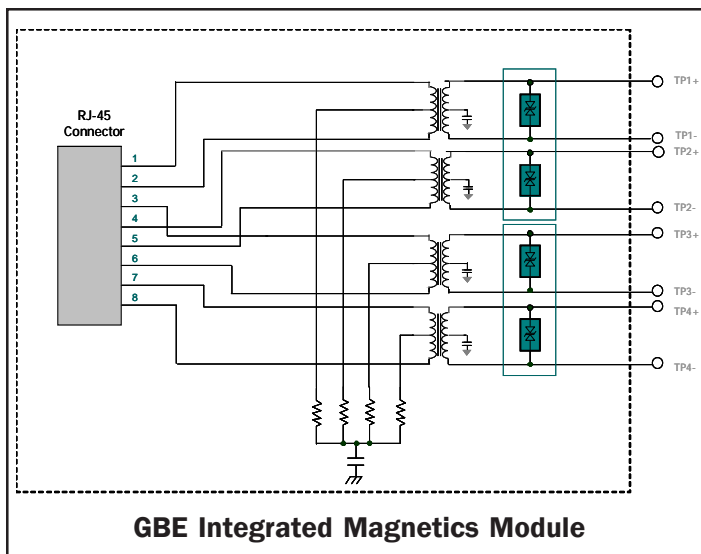 RJ-45
Connector
1
2
3
4
5
6
7
8
TP1+
TP1-
TP2+
TP2-
TP3+
TP3-
TP4+
TP4-
GBE Integrated Magnetics Module